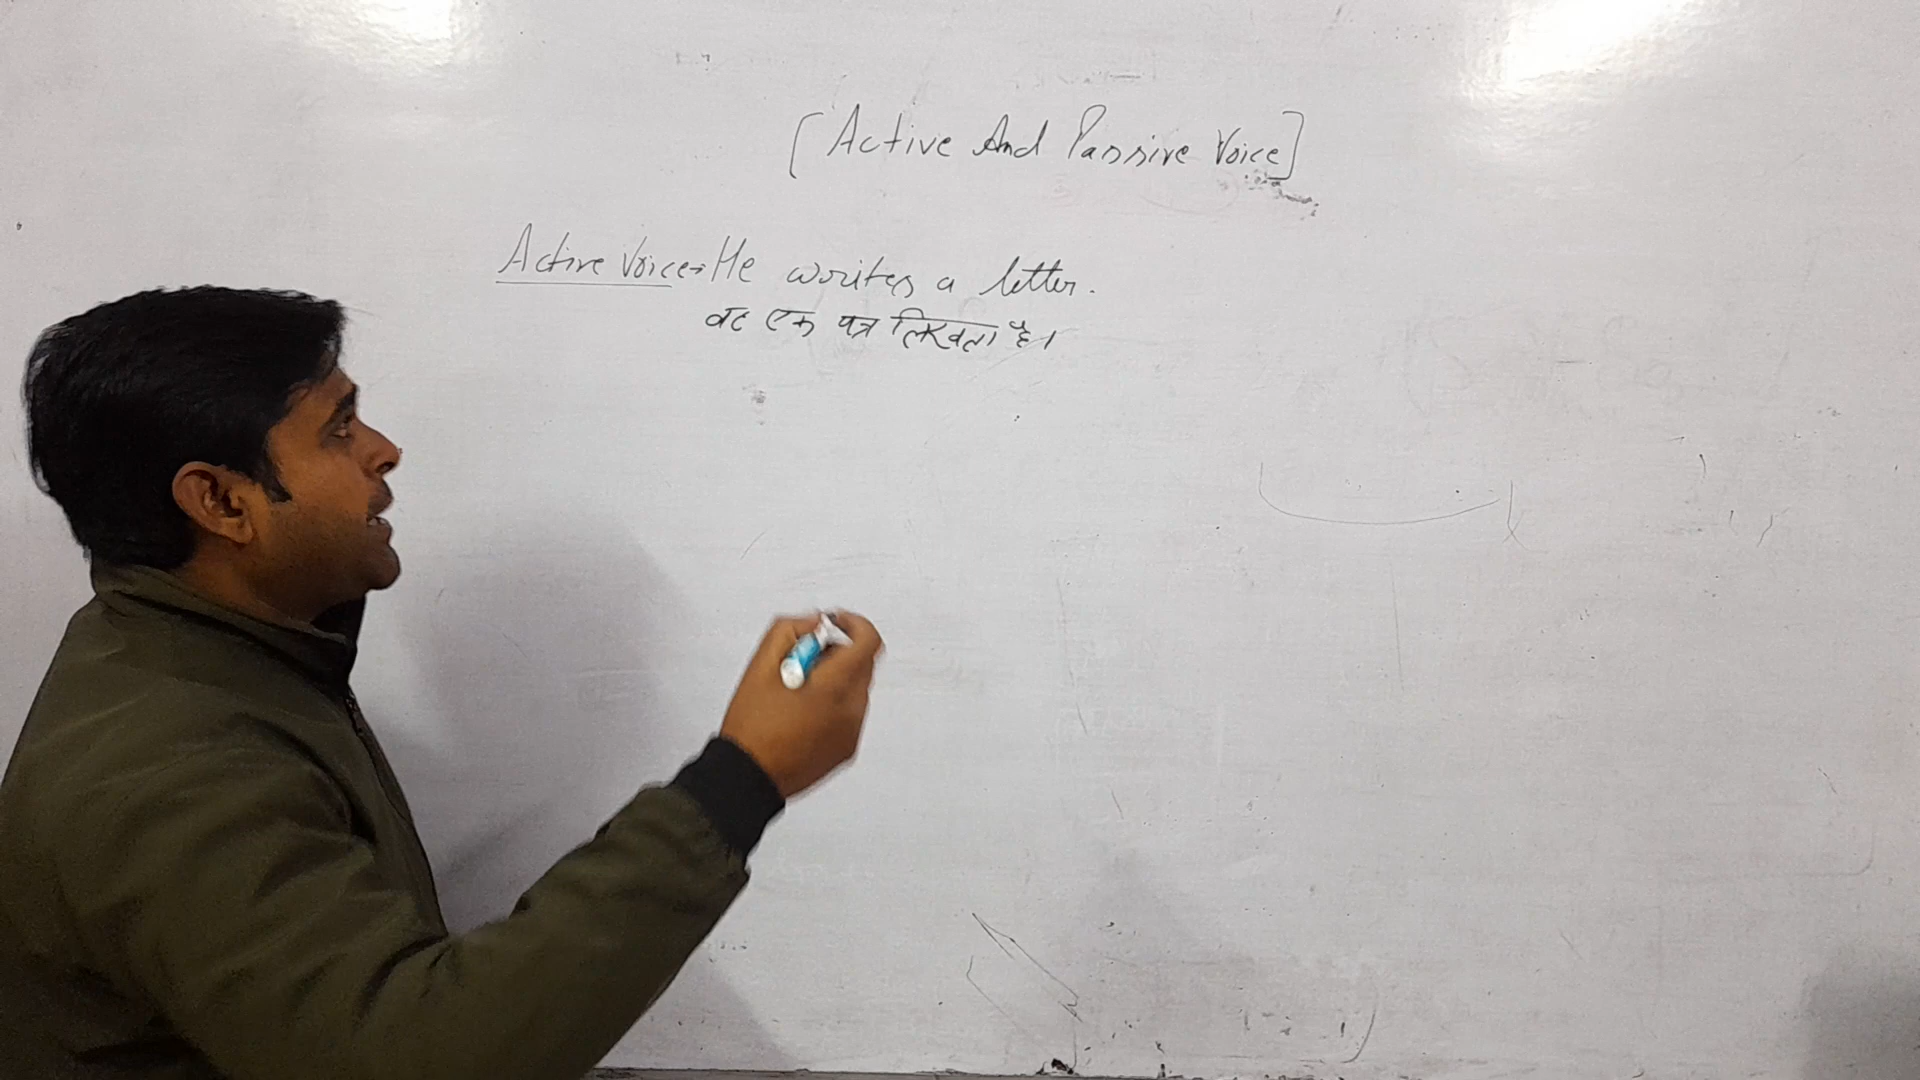 [Active And Passive Voice]
Active Voice→ He writes a letter.
वह एक पत्र लिखता है।